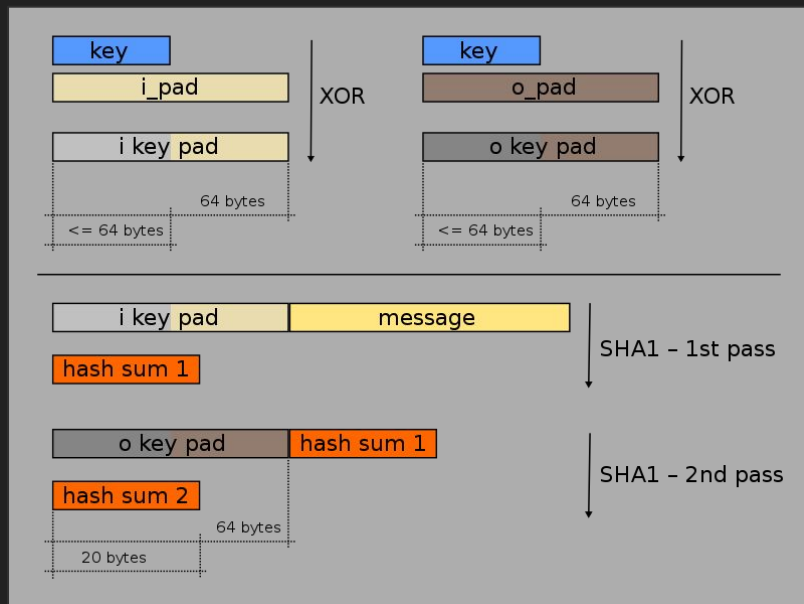 key
i_pad
XOR
i key pad
64 bytes
<= 64 bytes
key
o_pad
XOR
o key pad
64 bytes
<= 64 bytes
i key pad message
SHA1 – 1st pass
hash sum 1
o key pad hash sum 1
SHA1 – 2nd pass
hash sum 2
64 bytes
20 bytes